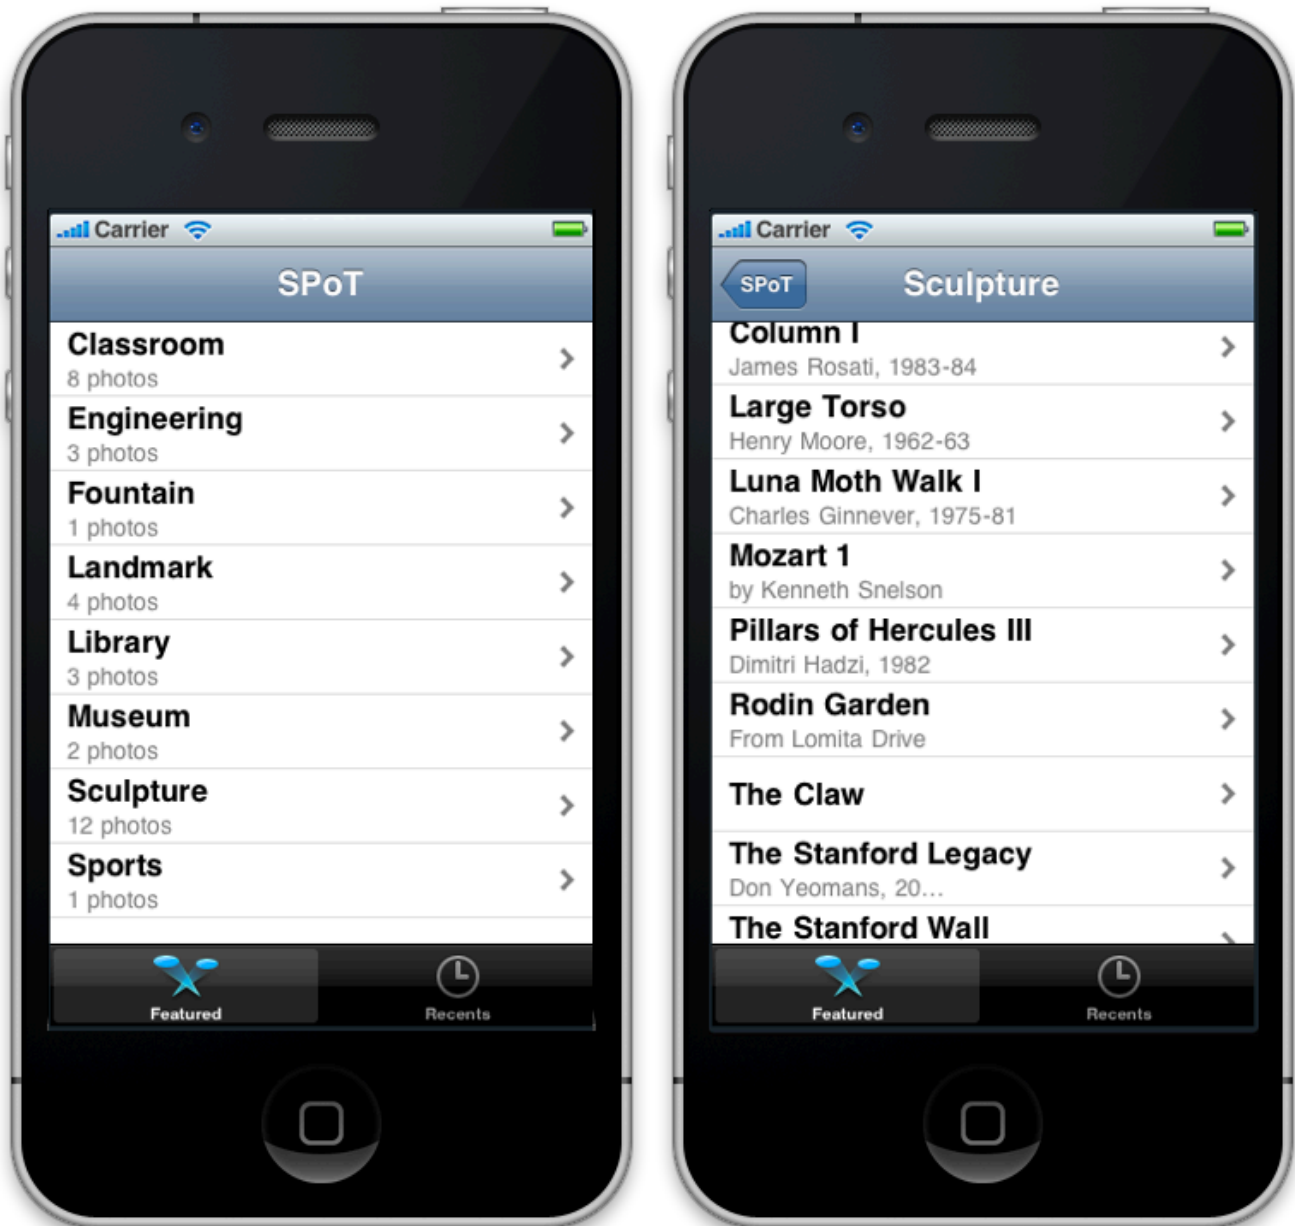 Carrier
SPoT
Classroom
8 photos
Engineering
3 photos
Fountain
1 photos
Landmark
4 photos
Library
3 photos
Museum
2 photos
Sculpture
12 photos
Sports
1 photos
Featured
Recents
Carrier
SPoT
Sculpture
Column I
James Rosati, 1983-84
Large Torso
Henry Moore, 1962-63
Luna Moth Walk I
Charles Ginnever, 1975-81
Mozart 1
by Kenneth Snelson
Pillars of Hercules III
Dimitri Hadzi, 1982
Rodin Garden
From Lomita Drive
The Claw
The Stanford Legacy
Don Yeomans, 20...
The Stanford Wall
Featured
Recents